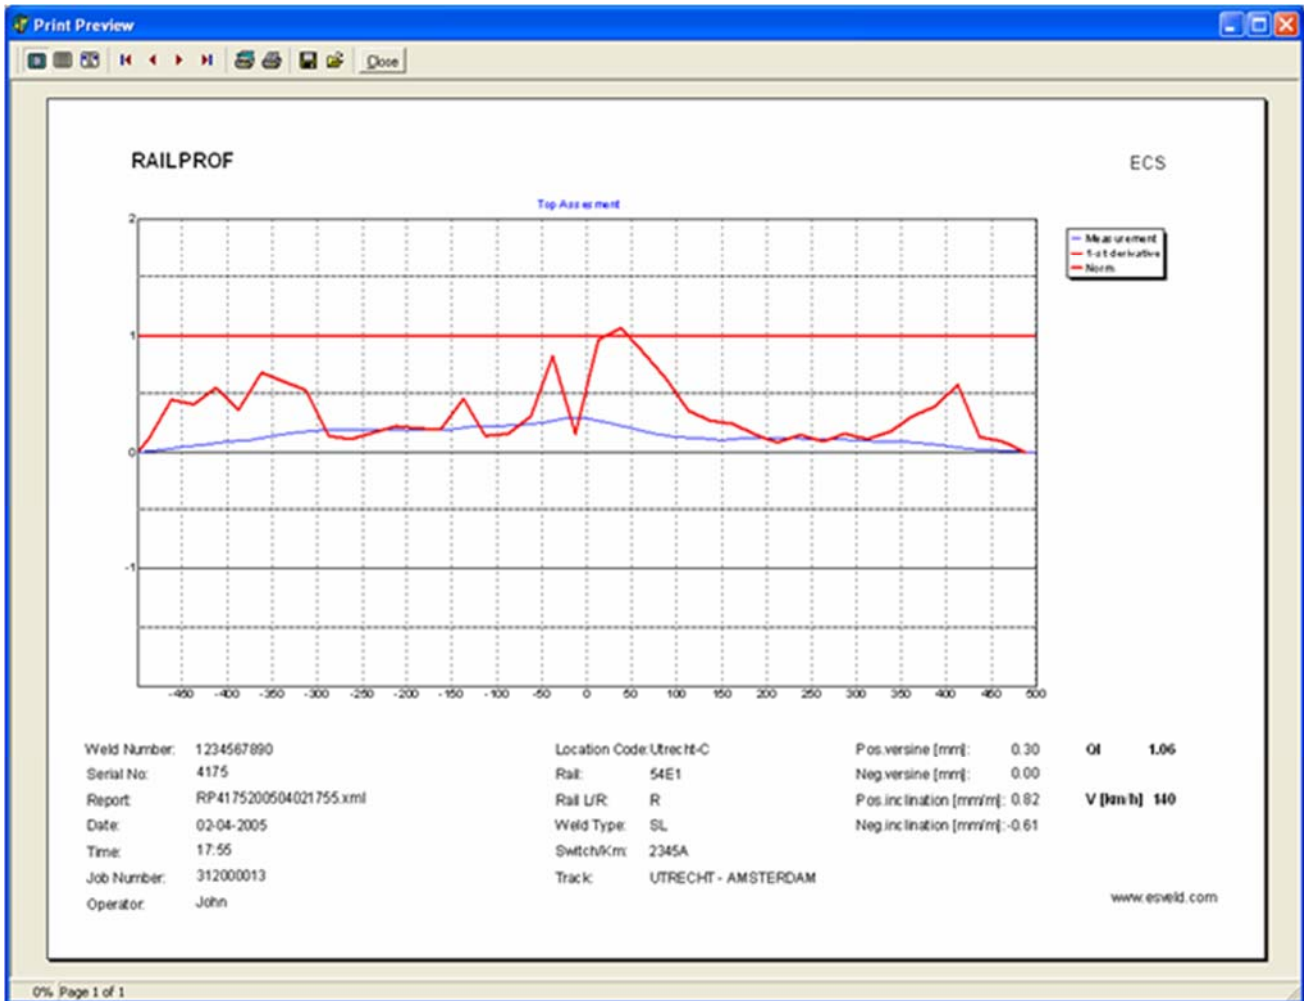 Print Preview
Close
RAILPROF
ECS
Top Assesment
Measurement
1-st derivative
Norm
2
1
0
-1
-450 -400 -350 -300 -250 -200 -150 -100 -50 0 50 100 150 200 250 300 350 400 450 500
Weld Number: 1234567890
Serial No: 4175
Report: RP4175200504021755.xml
Date: 02-04-2005
Time: 17:55
Job Number: 312000013
Operator: John
Location Code: Utrecht-C
Rail: 54E1
Rail L/R: R
Weld Type: SL
Switch/Km: 2345A
Track: UTRECHT - AMSTERDAM
Pos.versine [mm]: 0.30
Neg.versine [mm]: 0.00
Pos.inclination [mm/m]: 0.82
Neg.inclination [mm/m]: -0.61
QI 1.06
V [km/h] 140
www.esveld.com
0% Page 1 of 1